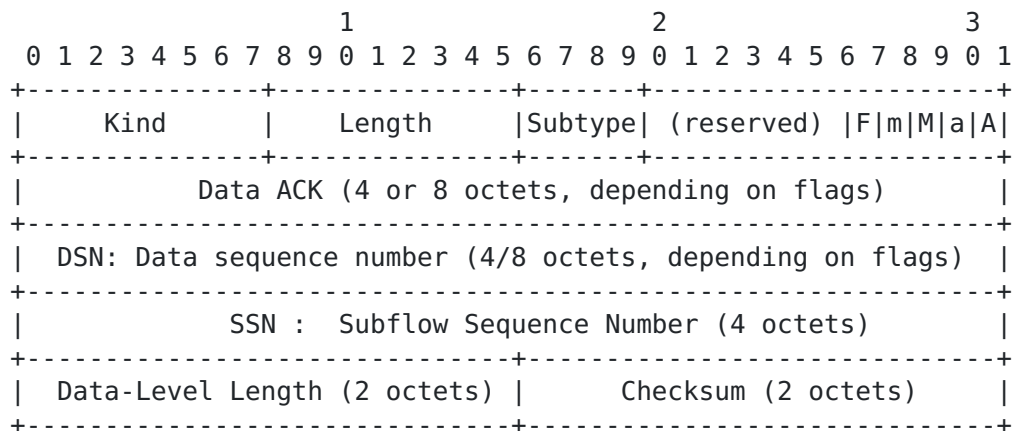 1                   2                   3
 0 1 2 3 4 5 6 7 8 9 0 1 2 3 4 5 6 7 8 9 0 1 2 3 4 5 6 7 8 9 0 1
+---------------+---------------+-------+----------------------+
|     Kind      |    Length     |Subtype| (reserved) |F|m|M|a|A|
+---------------+---------------+-------+----------------------+
|           Data ACK (4 or 8 octets, depending on flags)       |
+--------------------------------------------------------------+
|  DSN: Data sequence number (4/8 octets, depending on flags)  |
+--------------------------------------------------------------+
|             SSN :  Subflow Sequence Number (4 octets)        |
+-------------------------------+------------------------------+
|  Data-Level Length (2 octets) |      Checksum (2 octets)     |
+-------------------------------+------------------------------+